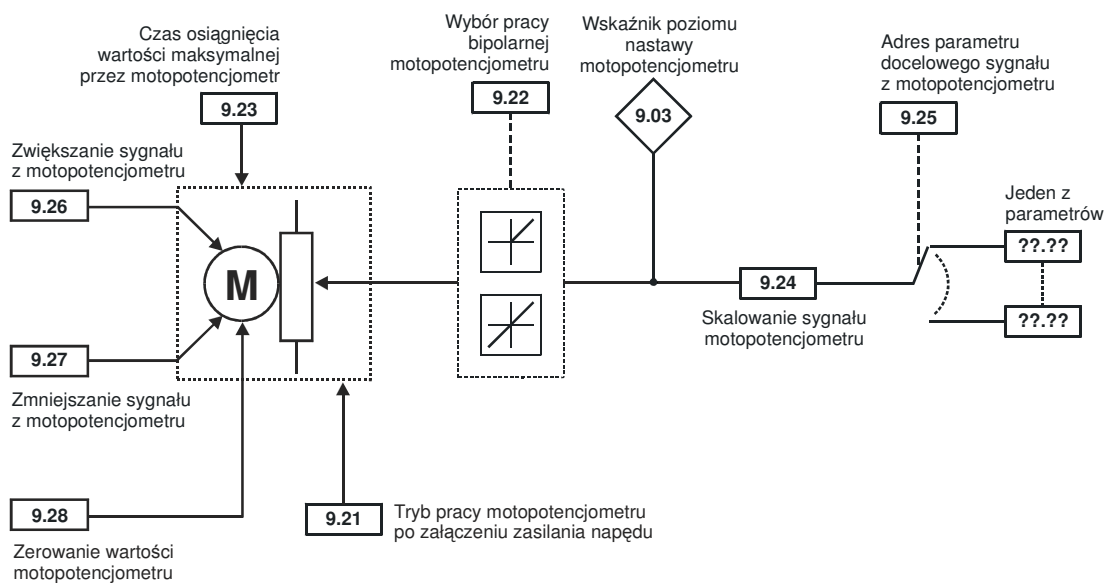 Czas osiągnięcia
wartości maksymalnej
przez motopotencjometr
9.23
Wybór pracy
bipolarnej
motopotencjometru
9.22
Wskaźnik poziomu
nastawy
motopotencjometru
9.03
Adres parametru
docelowego sygnału
z motopotencjometru
9.25
Zwiększanie sygnału
z motopotencjometru
9.26
Jeden z
parametrów
??.??
??.??
M
9.24
Skalowanie sygnału
motopotencjometru
9.27
Zmniejszanie sygnału
z motopotencjometru
9.28
Zerowanie wartości
motopotencjometru
9.21
Tryb pracy motopotencjometru
po załączeniu zasilania napędu